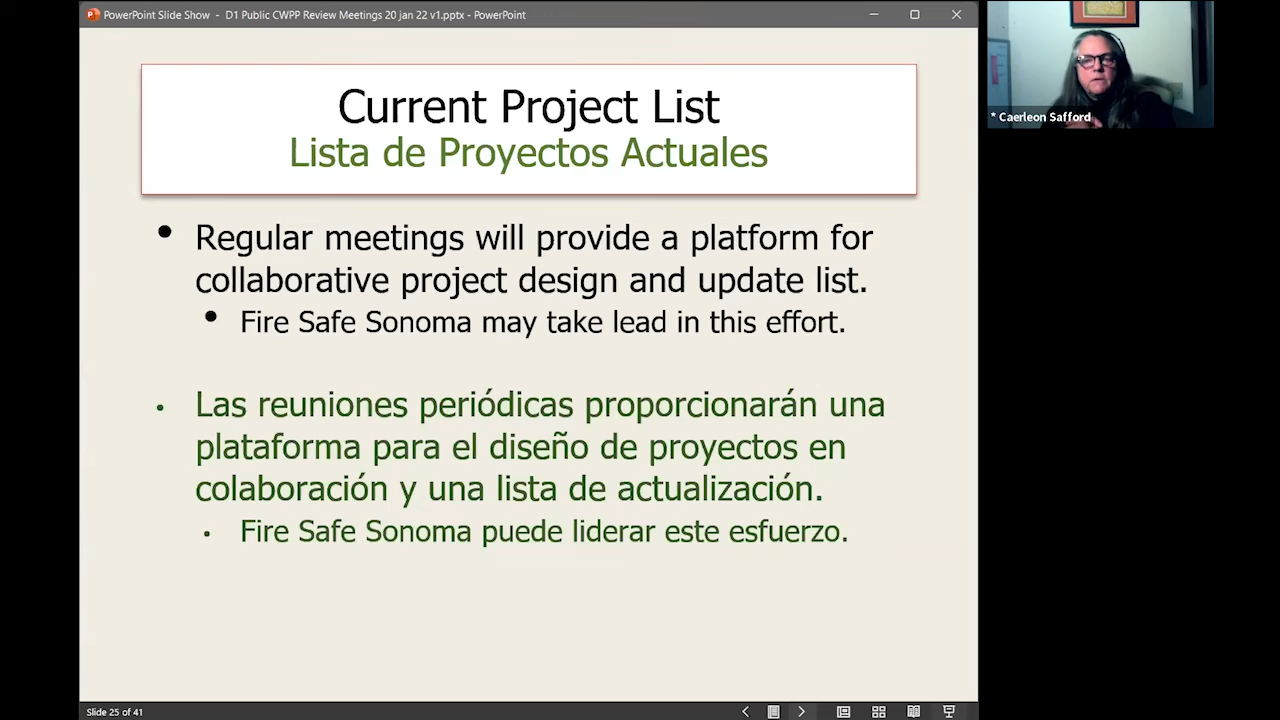 PowerPoint Slide Show - D1 Public CWPP Review Meetings 20 jan 22 v1.pptx - PowerPoint
* Caerleon Safford
Current Project List
Lista de Proyectos Actuales
• Regular meetings will provide a platform for
collaborative project design and update list.
• Fire Safe Sonoma may take lead in this effort.
• Las reuniones periódicas proporcionarán una
plataforma para el diseño de proyectos en
colaboración y una lista de actualización.
• Fire Safe Sonoma puede liderar este esfuerzo.
Slide 25 of 41